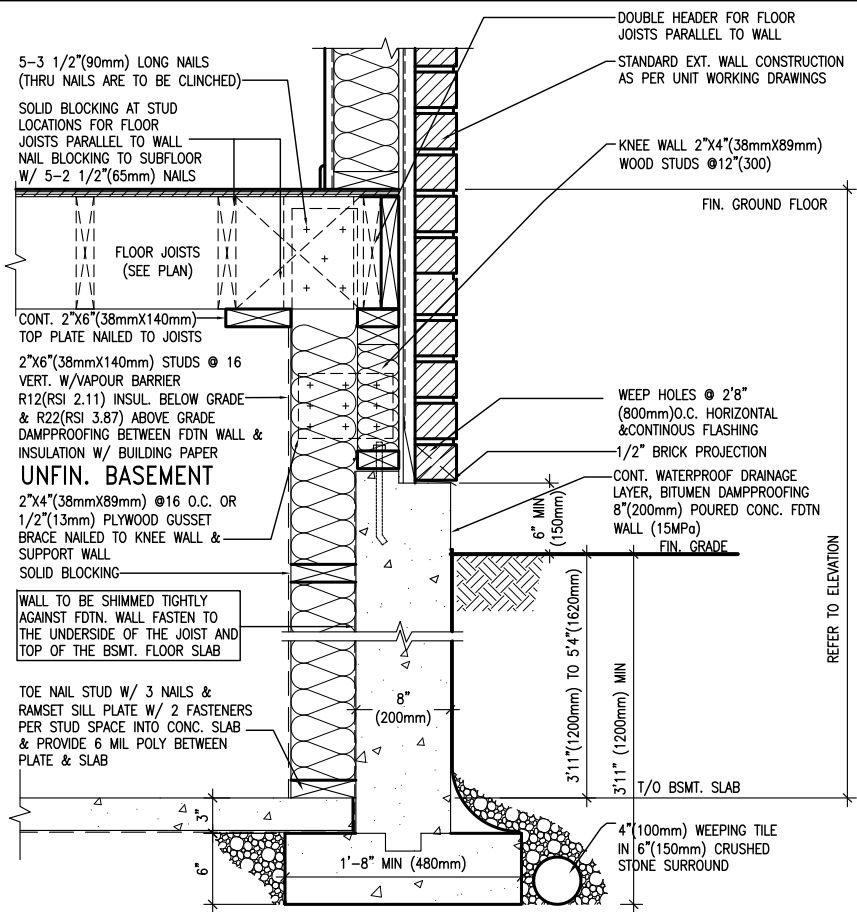 5-3 1/2"(90mm) LONG NAILS
(THRU NAILS ARE TO BE CLINCHED)
SOLID BLOCKING AT STUD
LOCATIONS FOR FLOOR
JOISTS PARALLEL TO WALL
NAIL BLOCKING TO SUBFLOOR
W/ 5-2 1/2"(65mm) NAILS
FLOOR JOISTS
(SEE PLAN)
CONT. 2"X6"(38mmX140mm)
TOP PLATE NAILED TO JOISTS
2"X6"(38mmX140mm) STUDS @ 16
VERT. W/VAPOUR BARRIER
R12(RSI 2.11) INSUL. BELOW GRADE
& R22(RSI 3.87) ABOVE GRADE
DAMPPROOFING BETWEEN FDTN WALL &
INSULATION W/ BUILDING PAPER
UNFIN. BASEMENT
2"X4"(38mmX89mm) @16 O.C. OR
1/2"(13mm) PLYWOOD GUSSET
BRACE NAILED TO KNEE WALL &
SUPPORT WALL
SOLID BLOCKING
WALL TO BE SHIMMED TIGHTLY
AGAINST FDTN. WALL FASTEN TO
THE UNDERSIDE OF THE JOIST AND
TOP OF THE BSMT. FLOOR SLAB
TOE NAIL STUD W/ 3 NAILS &
RAMSET SILL PLATE W/ 2 FASTENERS
PER STUD SPACE INTO CONC. SLAB
& PROVIDE 6 MIL POLY BETWEEN
PLATE & SLAB
3"
6"
8"
(200mm)
1'-8" MIN (480mm)
DOUBLE HEADER FOR FLOOR
JOISTS PARALLEL TO WALL
STANDARD EXT. WALL CONSTRUCTION
AS PER UNIT WORKING DRAWINGS
KNEE WALL 2"X4"(38mmX89mm)
WOOD STUDS @12"(300)
FIN. GROUND FLOOR
WEEP HOLES @ 2'8"
(800mm)O.C. HORIZONTAL
&CONTINOUS FLASHING
1/2" BRICK PROJECTION
CONT. WATERPROOF DRAINAGE
LAYER, BITUMEN DAMPPROOFING
8"(200mm) POURED CONC. FDTN
WALL (15MPa)
FIN. GRADE
6" MIN
(150mm)
3'11"(1200mm) TO 5'4"(1620mm)
3'11" (1200mm) MIN
REFER TO ELEVATION
T/O BSMT. SLAB
4"(100mm) WEEPING TILE
IN 6"(150mm) CRUSHED
STONE SURROUND